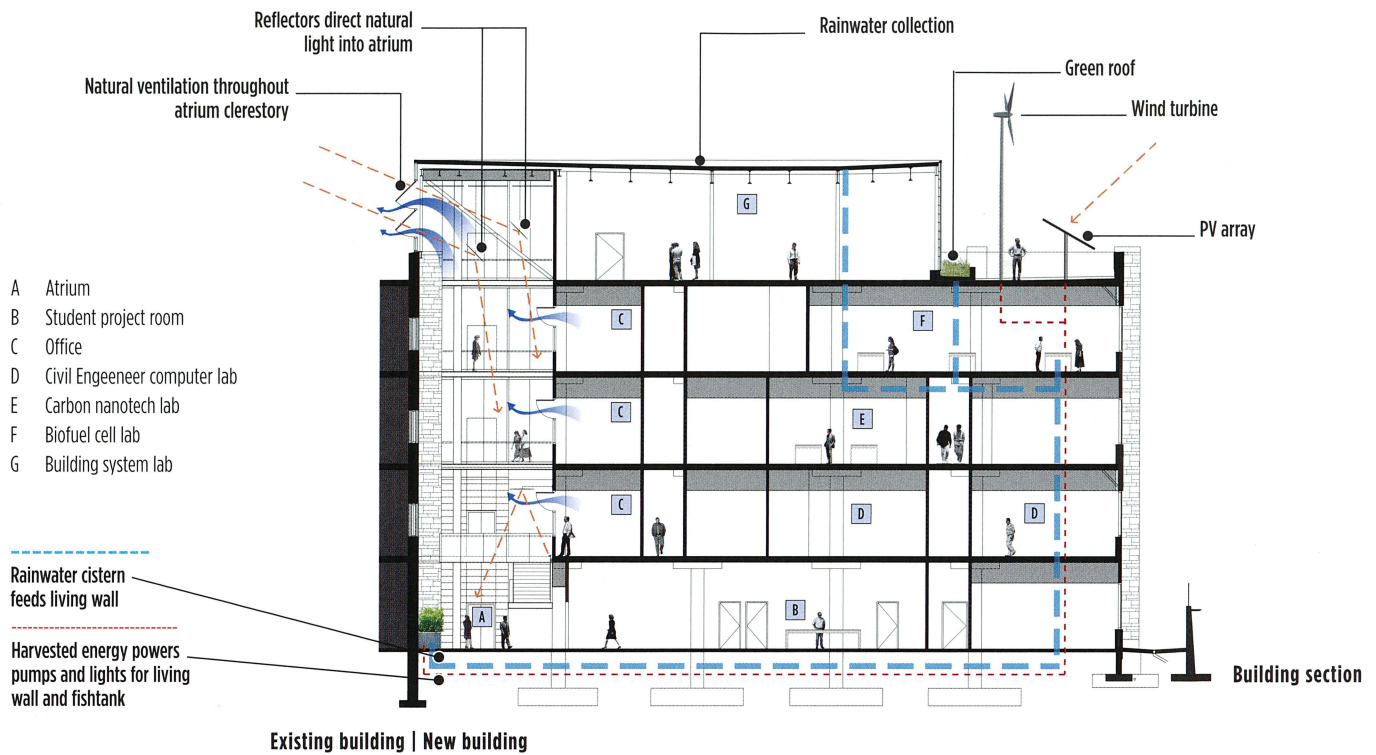 Reflectors direct natural
light into atrium
Rainwater collection
Green roof
Natural ventilation throughout
atrium clerestory
Wind turbine
PV array
G
A Atrium
B Student project room
C Office
D Civil Engeeneer computer lab
E Carbon nanotech lab
F Biofuel cell lab
G Building system lab
C
F
C
E
C
D
D
Rainwater cistern
feeds living wall
A
B
Harvested energy powers
pumps and lights for living
wall and fishtank
Building section
Existing building | New building